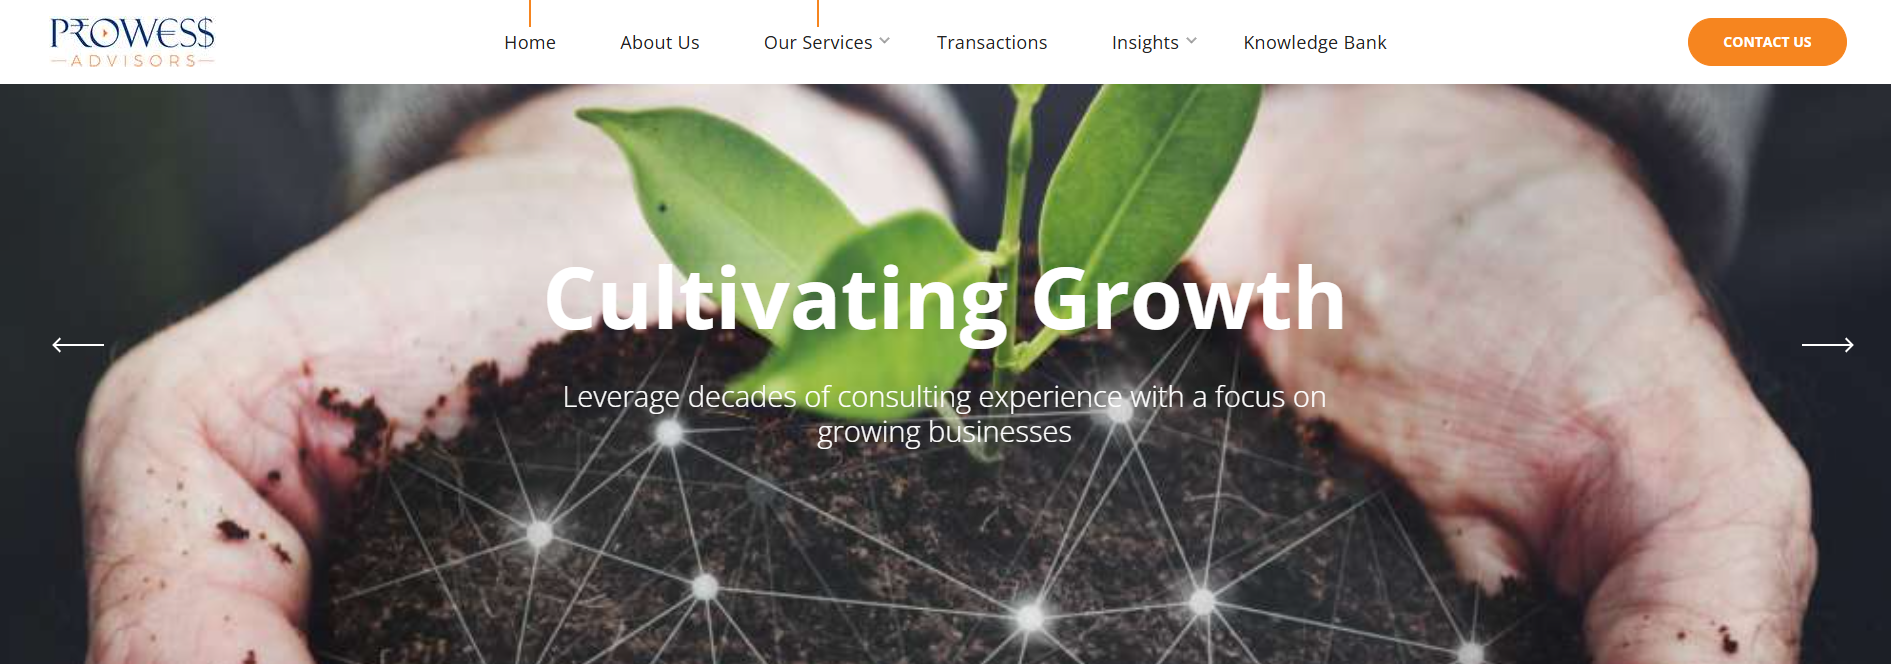 PROWESS
ADVISORS
Home About Us Our Services Transactions Insights Knowledge Bank
CONTACT US
Cultivating Growth
Leverage decades of consulting experience with a focus on
growing businesses